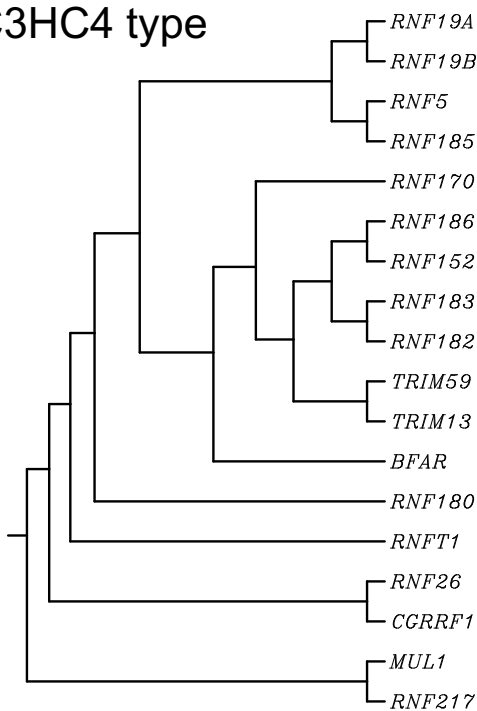 C3HC4 type
RNF19A
RNF19B
RNF5
RNF185
RNF170
RNF186
RNF152
RNF183
RNF182
TRIM59
TRIM13
BFAR
RNF180
RNFT1
RNF26
CGRRF1
MUL1
RNF217